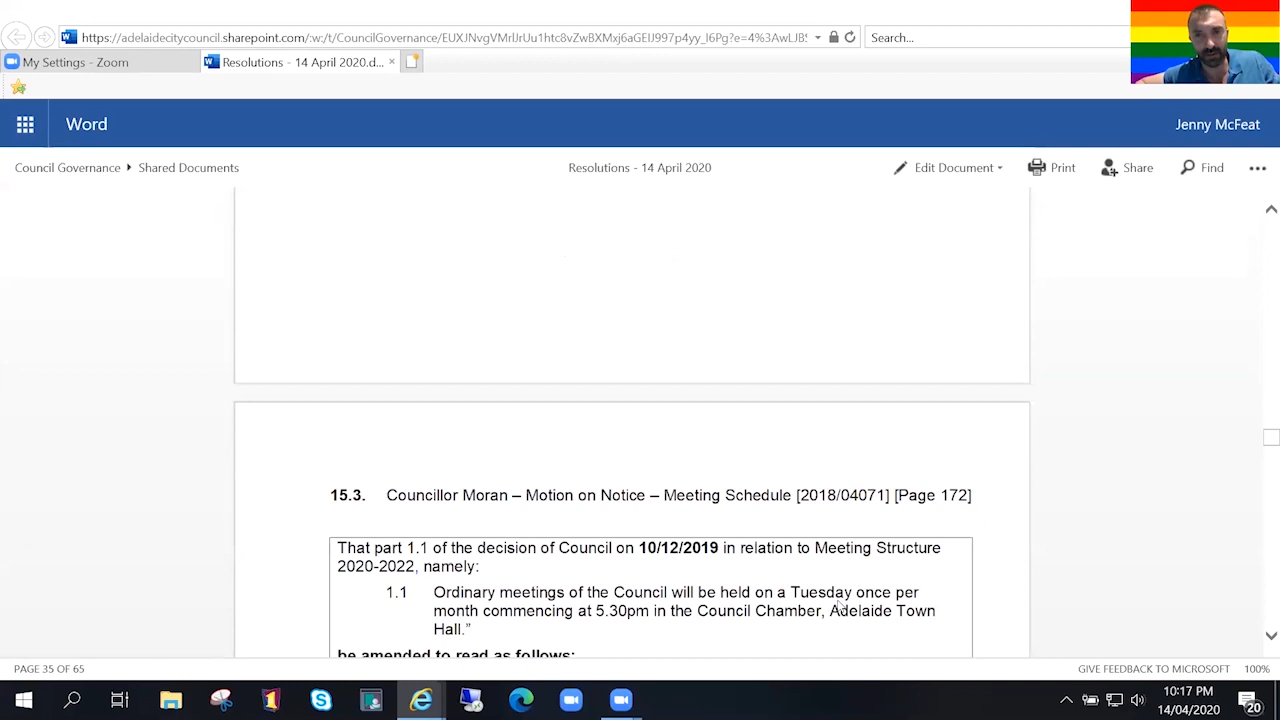 https://adelaidecitycouncil.sharepoint.com/:w:/t/CouncilGovernance/EUXJNvgVMrlJrUu1htc8vZwBXMxj6aGEIJ997p4yy_I6Pg?e=4%3AwLJBS
Search...
My Settings - Zoom
Resolutions - 14 April 2020.d...
Word
Jenny McFeat
Council Governance Shared Documents
Resolutions - 14 April 2020
Edit Document
Print
Share
Find
15.3. Councillor Moran – Motion on Notice – Meeting Schedule [2018/04071] [Page 172]
That part 1.1 of the decision of Council on 10/12/2019 in relation to Meeting Structure
2020-2022, namely:
1.1 Ordinary meetings of the Council will be held on a Tuesday once per
month commencing at 5.30pm in the Council Chamber, Adelaide Town
Hall.”
be amended to read as follows:
PAGE 35 OF 65
GIVE FEEDBACK TO MICROSOFT
100%
10:17 PM
14/04/2020
20